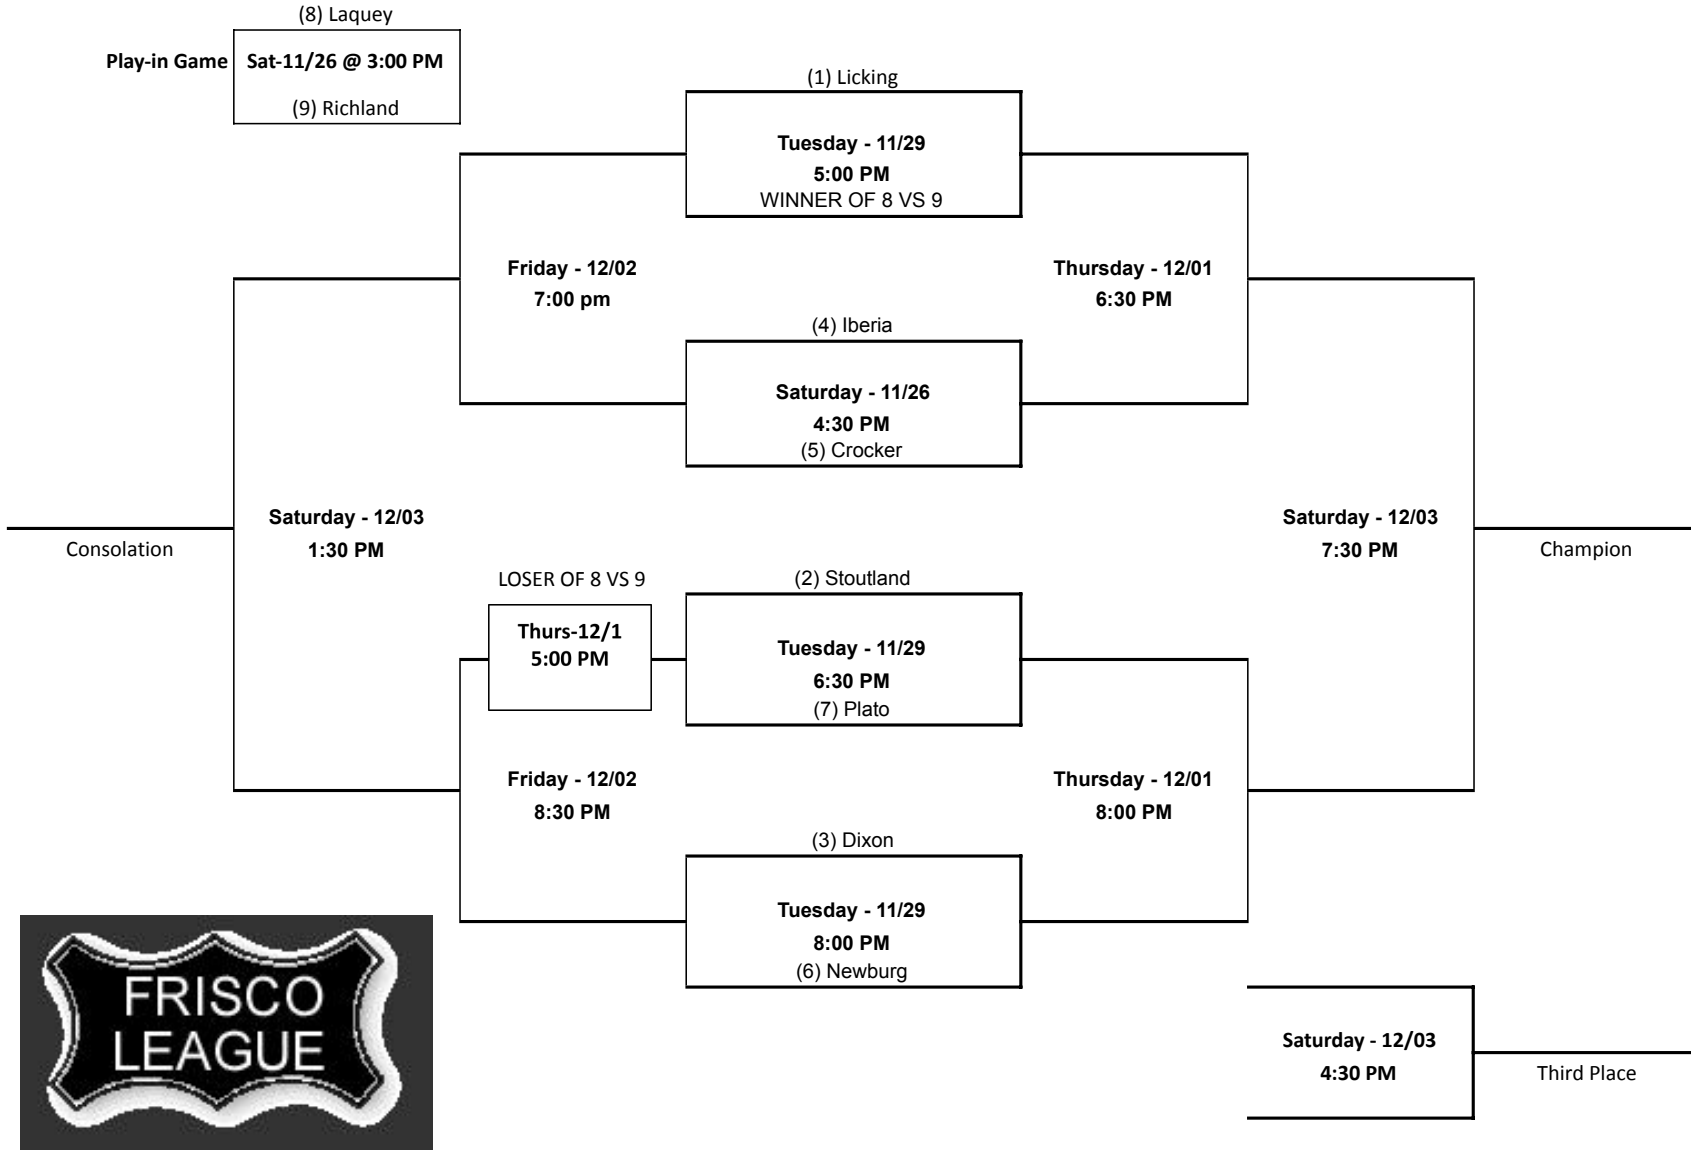 (8) Laquey
Play-in Game
Sat-11/26 @ 3:00 PM
(9) Richland
(1) Licking
Tuesday - 11/29
5:00 PM
WINNER OF 8 VS 9
Friday - 12/02
7:00 pm
Thursday - 12/01
6:30 PM
(4) Iberia
Saturday - 11/26
4:30 PM
(5) Crocker
Saturday - 12/03
1:30 PM
Consolation
Saturday - 12/03
7:30 PM
Champion
LOSER OF 8 VS 9
Thurs-12/1
5:00 PM
(2) Stoutland
Tuesday - 11/29
6:30 PM
(7) Plato
Friday - 12/02
8:30 PM
Thursday - 12/01
8:00 PM
(3) Dixon
Tuesday - 11/29
8:00 PM
(6) Newburg
FRISCO
LEAGUE
Saturday - 12/03
4:30 PM
Third Place